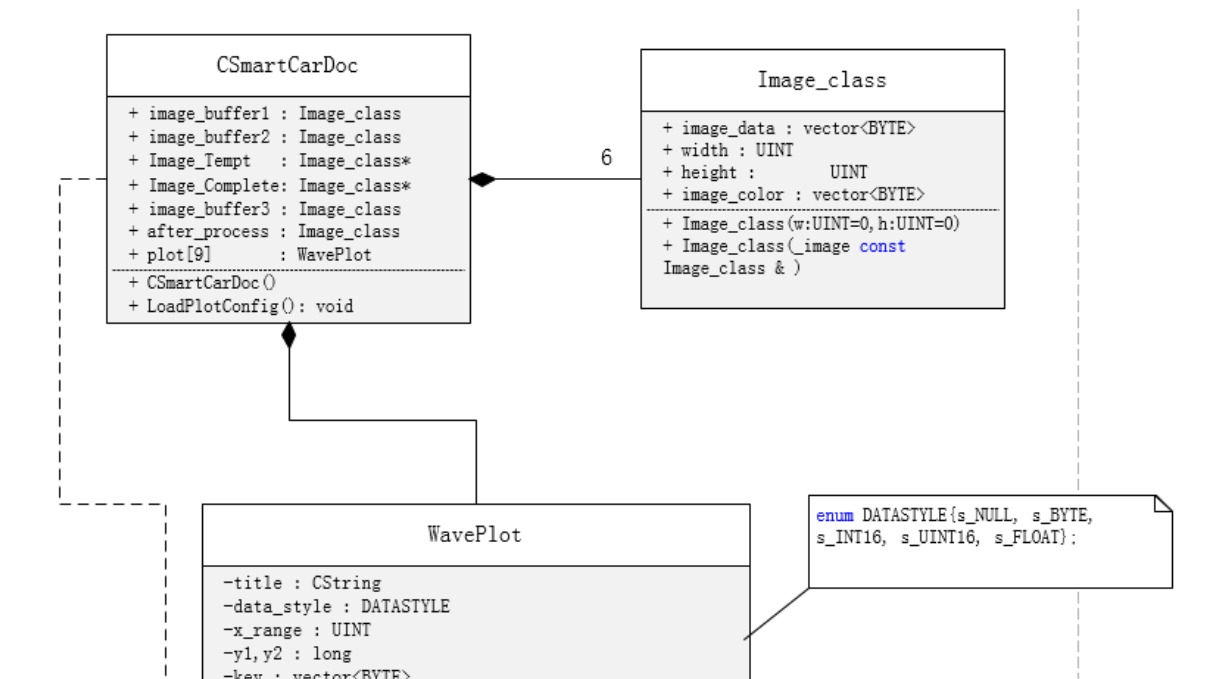 CSmartCarDoc
+ image_buffer1 : Image_class
+ image_buffer2 : Image_class
+ Image_Tempt : Image_class*
+ Image_Complete: Image_class*
+ image_buffer3 : Image_class
+ after_process : Image_class
+ plot[9] : WavePlot
+ CSmartCarDoc()
+ LoadPlotConfig(): void
6
Image_class
+ image_data : vector<BYTE>
+ width : UINT
+ height : UINT
+ image_color : vector<BYTE>
+ Image_class(w:UINT=0,h:UINT=0)
+ Image_class(_image const
Image_class & )
WavePlot
-title : CString
-data_style : DATASTYLE
-x_range : UINT
-y1,y2 : long
-key : vector<BYTE>
enum DATASTYLE{s_NULL, s_BYTE,
s_INT16, s_UINT16, s_FLOAT};